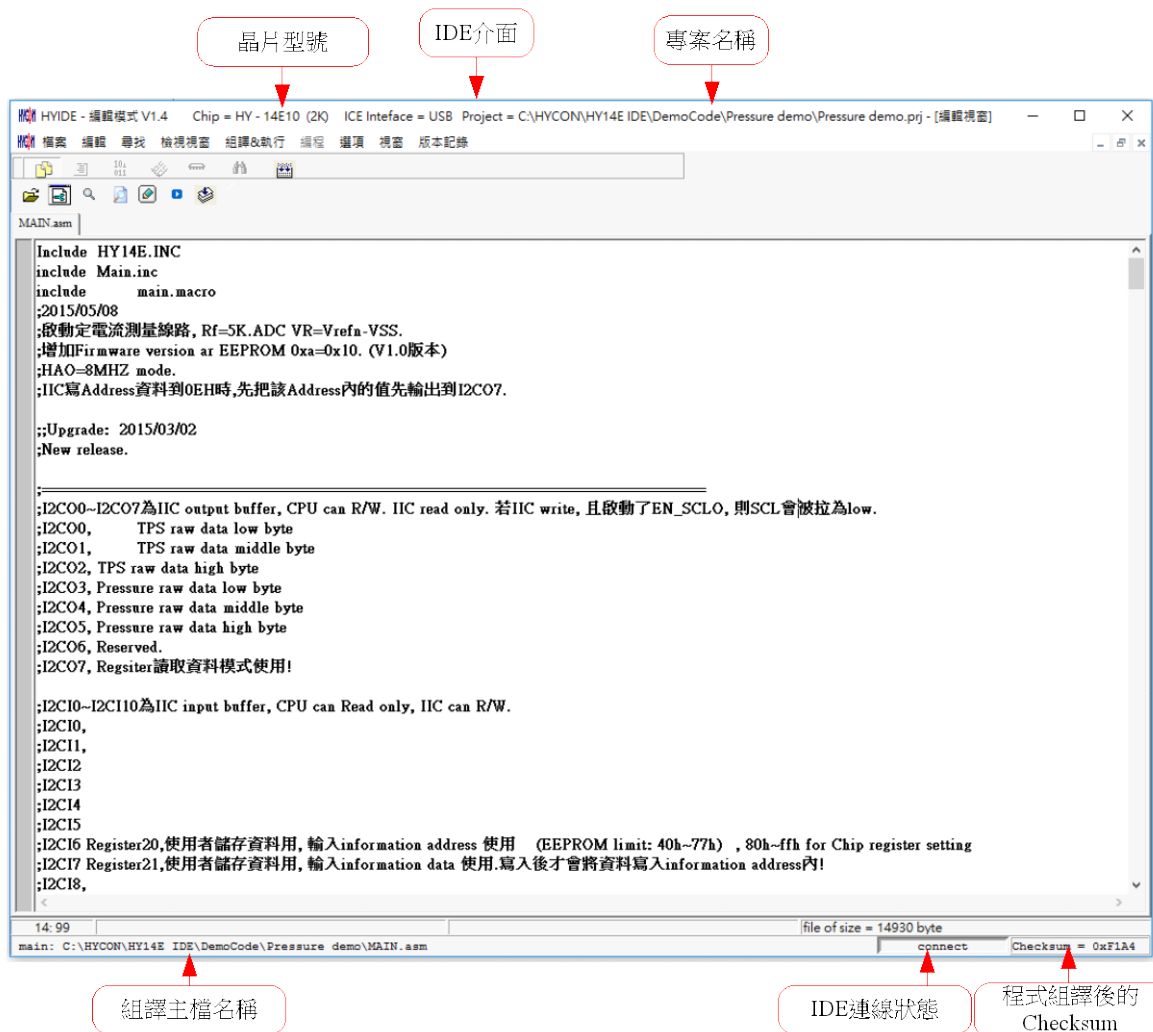 晶片型號
IDE介面
專案名稱
HYIDE - 編輯模式 V1.4 Chip = HY - 14E10 (2K) ICE Inteface = USB Project = C:\HYCON\HY14E IDE\DemoCode\Pressure demo\Pressure demo.prj - [編輯視窗]
檔案 編輯 尋找 檢視視窗 組譯&執行 編程 選項 視窗 版本記錄
MAIN.asm
Include HY14E.INC
include Main.inc
include main.macro
;2015/05/08
;啟動定電流測量線路, Rf=5K.ADC VR=Vrefn-VSS.
;增加Firmware version ar EEPROM 0xa=0x10. (V1.0版本)
;HAO=8MHZ mode.
;IIC寫Address資料到0EH時,先把該Address內的值先輸出到I2CO7.
;;Upgrade: 2015/03/02
;New release.
;I2CO0~I2CO7為IIC output buffer, CPU can R/W. IIC read only. 若IIC write, 且啟動了EN_SCLO, 則SCL會被拉為low.
;I2CO0, TPS raw data low byte
;I2CO1, TPS raw data middle byte
;I2CO2, TPS raw data high byte
;I2CO3, Pressure raw data low byte
;I2CO4, Pressure raw data middle byte
;I2CO5, Pressure raw data high byte
;I2CO6, Reserved.
;I2CO7, Regsiter讀取資料模式使用!
;I2CI0~I2CI10為IIC input buffer, CPU can Read only, IIC can R/W.
;I2CI0,
;I2CI1,
;I2CI2
;I2CI3
;I2CI4
;I2CI5
;I2CI6 Register20,使用者儲存資料用, 輸入information address 使用 (EEPROM limit: 40h~77h) , 80h~ffh for Chip register setting
;I2CI7 Register21,使用者儲存資料用, 輸入information data 使用.寫入後才會將資料寫入information address內!
;I2CI8,
14: 99 file of size = 14930 byte
main: C:\HYCON\HY14E IDE\DemoCode\Pressure demo\MAIN.asm connect Checksum = 0xF1A4
組譯主檔名稱
IDE連線狀態
程式組譯後的
Checksum